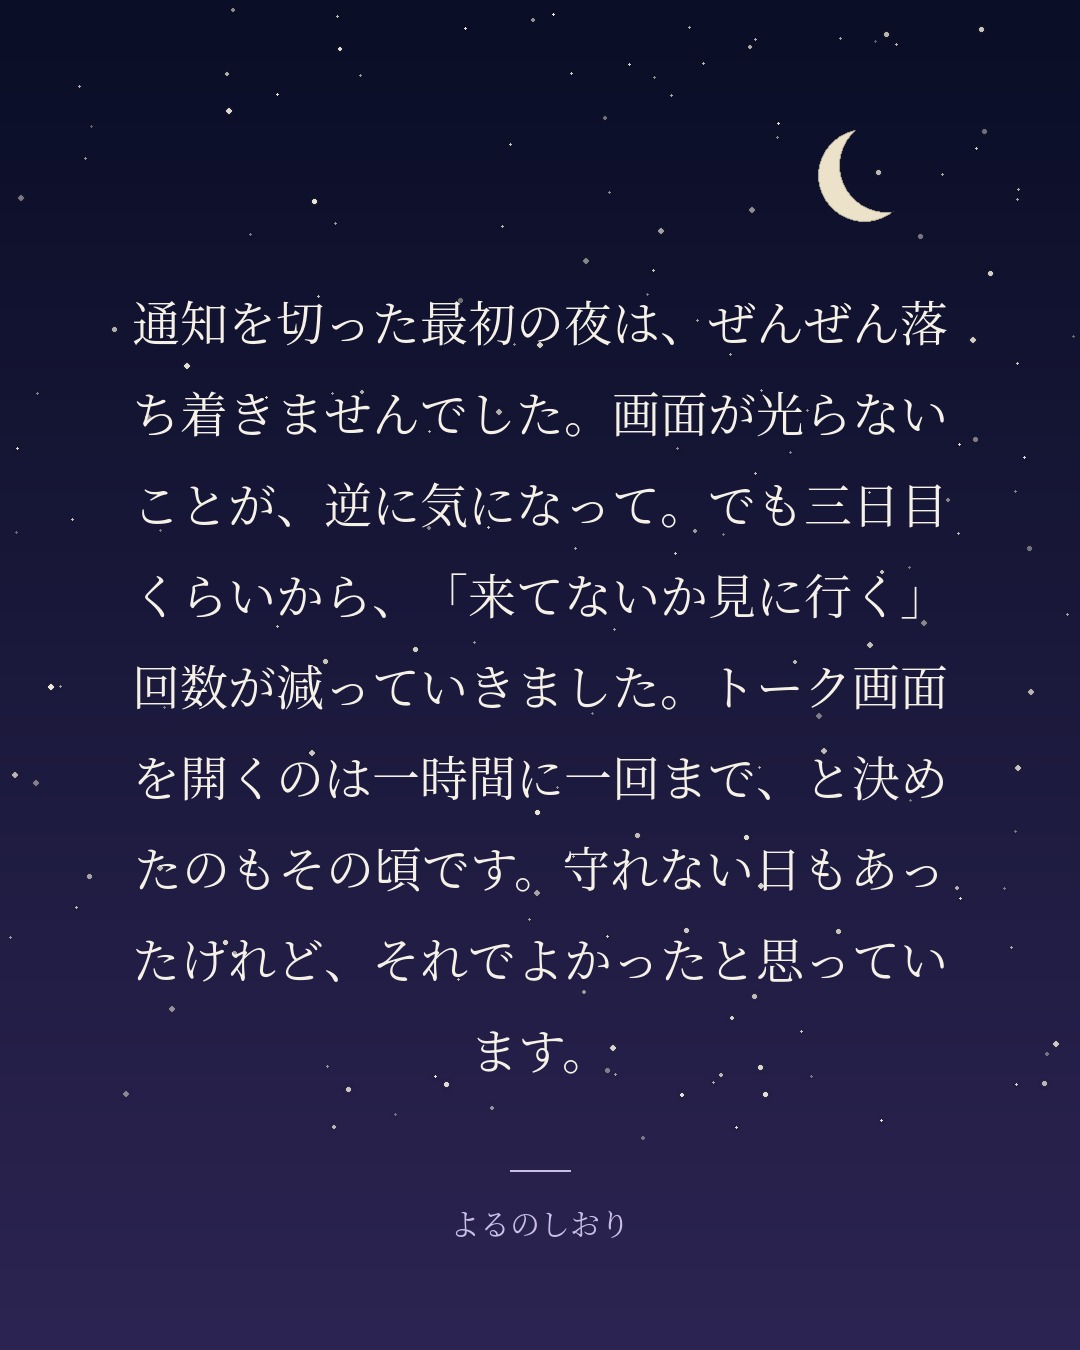 通知を切った最初の夜は、ぜんぜん落
ち着きませんでした。画面が光らない
ことが、逆に気になって。でも三日目
くらいから、「来てないか見に行く」
回数が減っていきました。トーク画面
を開くのは一時間に一回まで、と決め
たのもその頃です。守れない日もあっ
たけれど、それでよかったと思ってい
ます。
よるのしおり